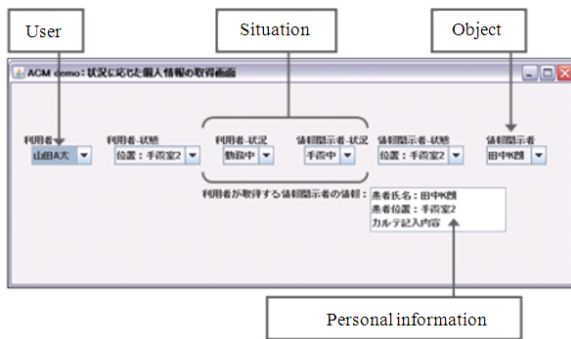 User
Situation
Object
ACM demo：状況に応じた個人情報の取得画面
利用者
利用者-状態
利用者-状況
情報開示者-状況
情報開示者-状態
情報開示者
山田A太
位置：手術室2
勤務中
手術中
位置：手術室2
田中K朗
利用者が取得する情報開示者の情報：
患者氏名：田中K朗
患者位置：手術室2
カルテ記入内容
Personal information